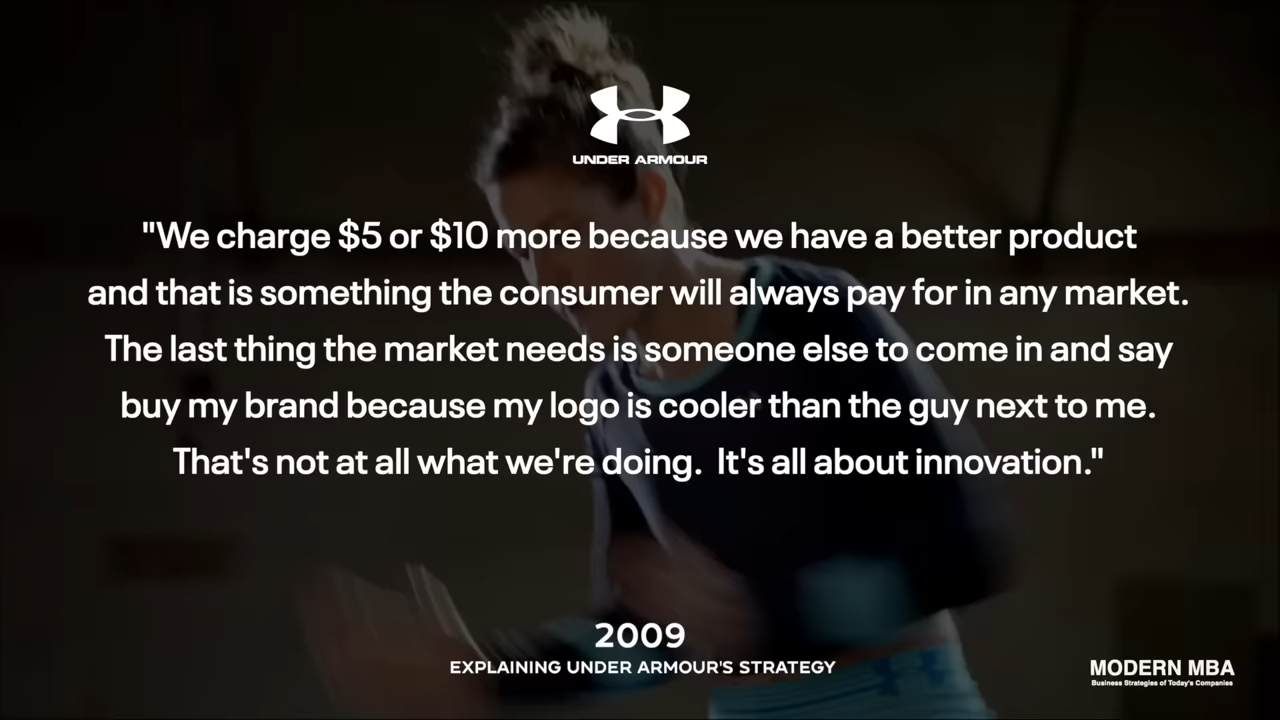 UNDER ARMOUR
"We charge $5 or $10 more because we have a better product
and that is something the consumer will always pay for in any market.
The last thing the market needs is someone else to come in and say
buy my brand because my logo is cooler than the guy next to me.
That's not at all what we're doing.  It's all about innovation."
2009
EXPLAINING UNDER ARMOUR'S STRATEGY
MODERN MBA
Business Strategies of Today's Companies